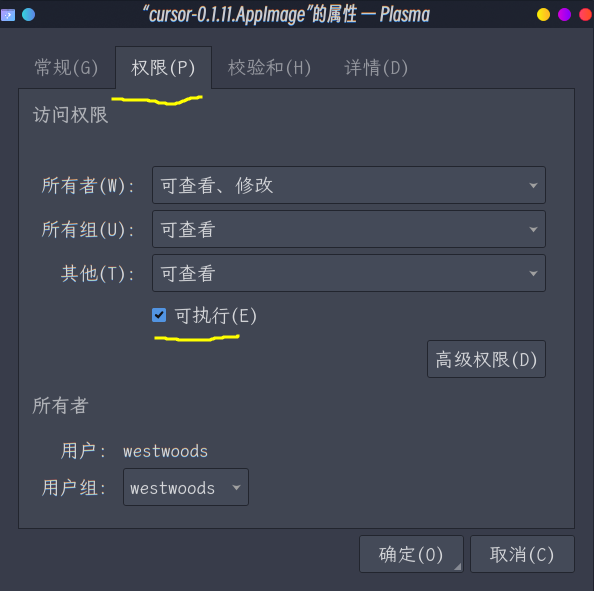 “cursor-0.1.11.AppImage”的属性 — Plasma
常规(G) 权限(P) 校验和(H) 详情(D)
访问权限
所有者(W): 可查看、修改
所有组(U): 可查看
其他(T): 可查看
可执行(E)
高级权限(D)
所有者
用户: westwoods
用户组: westwoods
确定(O) 取消(C)